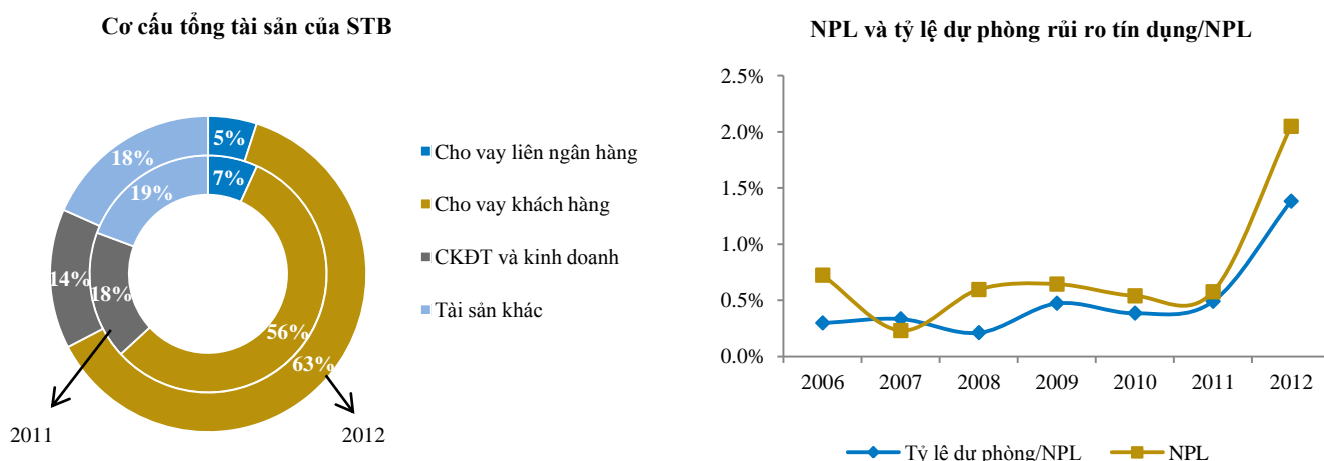 Cơ cấu tổng tài sản của STB
5%
7%
18%
19%
14%
18%
56%
63%
2011
2012
Cho vay liên ngân hàng
Cho vay khách hàng
CKĐT và kinh doanh
Tài sản khác
NPL và tỷ lệ dự phòng rủi ro tín dụng/NPL
2.5%
2.0%
1.5%
1.0%
0.5%
0.0%
2006 2007 2008 2009 2010 2011 2012
Tỷ lệ dự phòng/NPL NPL